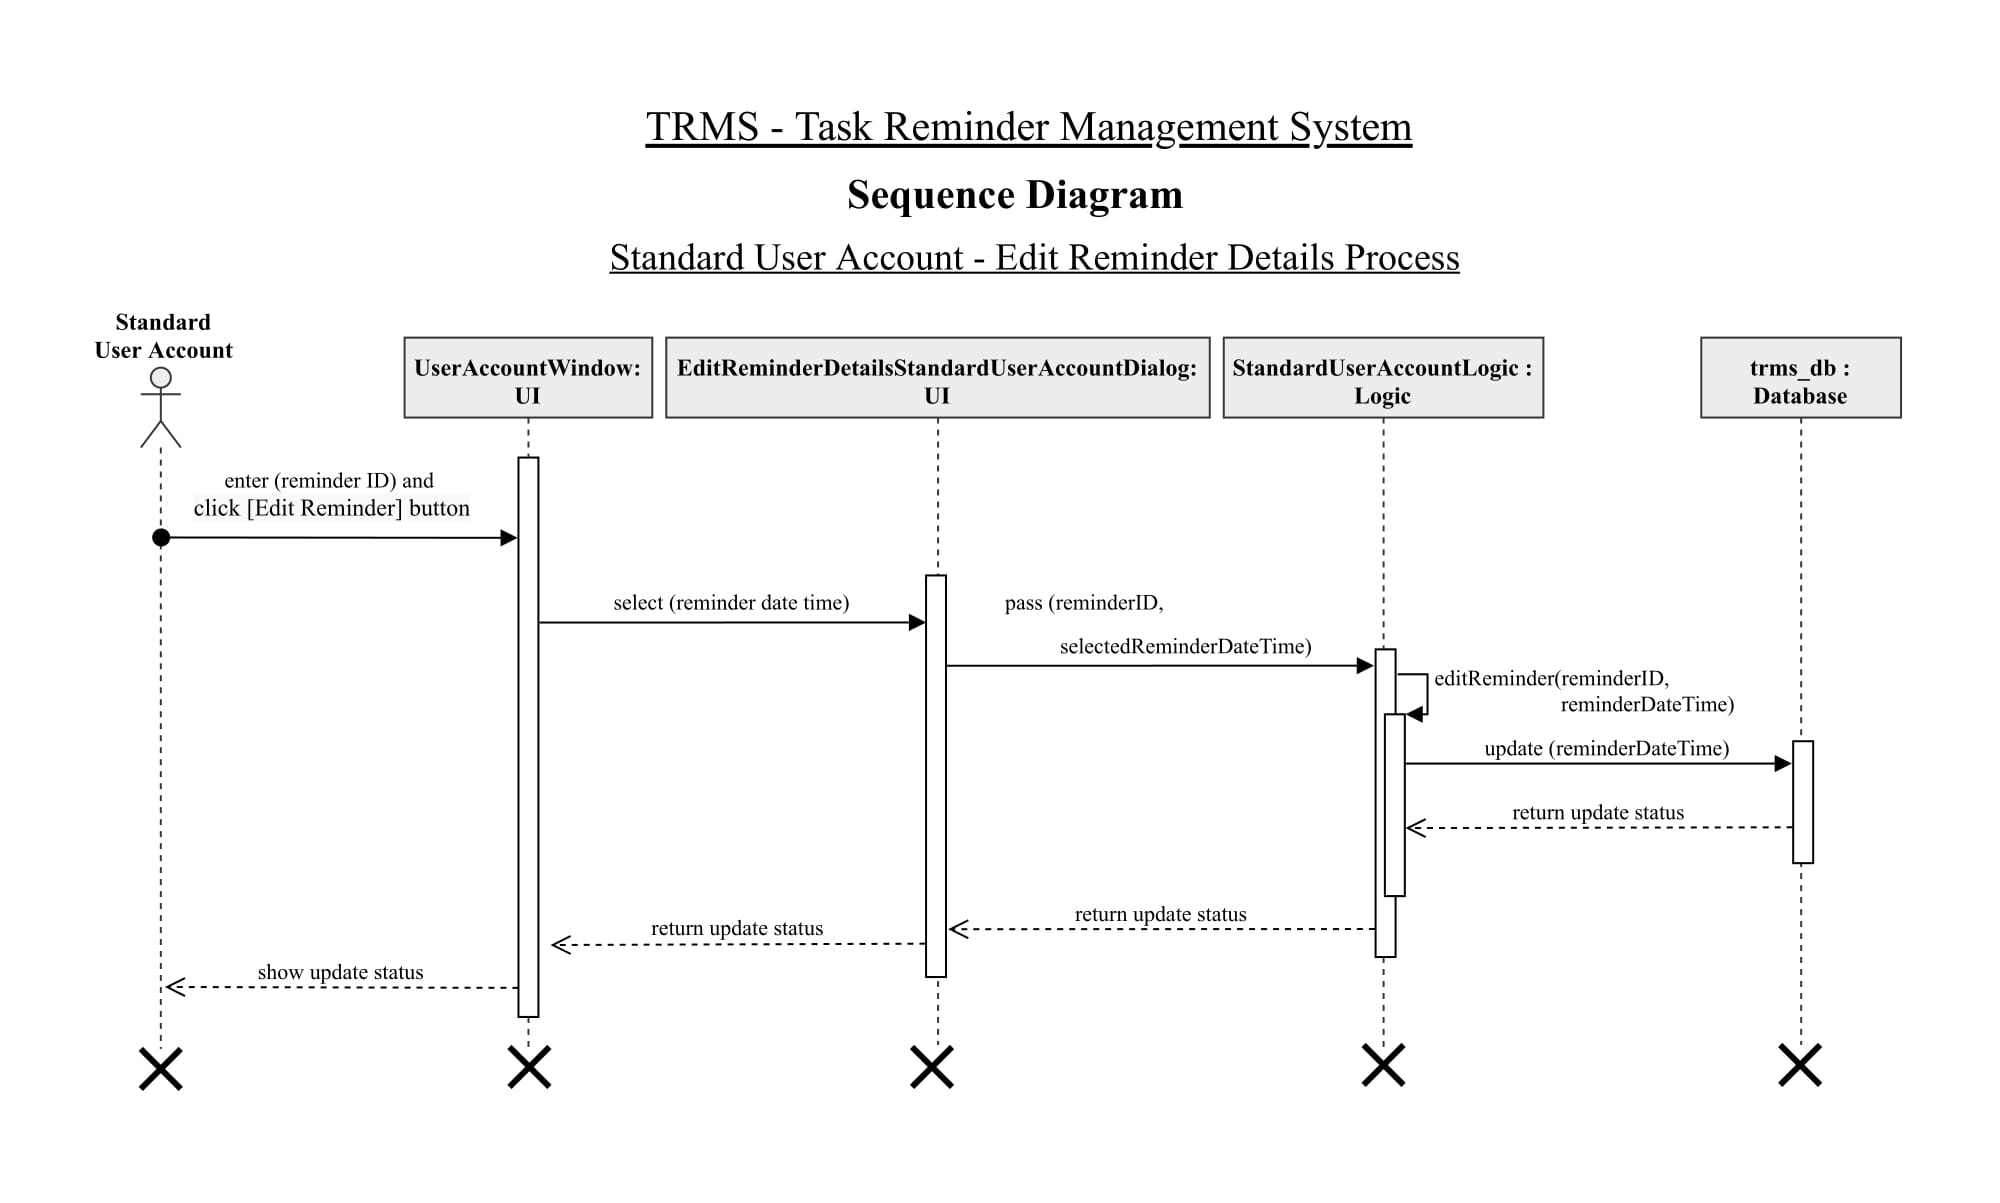 TRMS - Task Reminder Management System
Sequence Diagram
Standard User Account - Edit Reminder Details Process
Standard
User Account
UserAccountWindow:
UI
EditReminderDetailsStandardUserAccountDialog:
UI
StandardUserAccountLogic :
Logic
trms_db :
Database
enter (reminder ID) and
click [Edit Reminder] button
select (reminder date time)
pass (reminderID,
selectedReminderDateTime)
editReminder(reminderID,
reminderDateTime)
update (reminderDateTime)
return update status
return update status
return update status
show update status